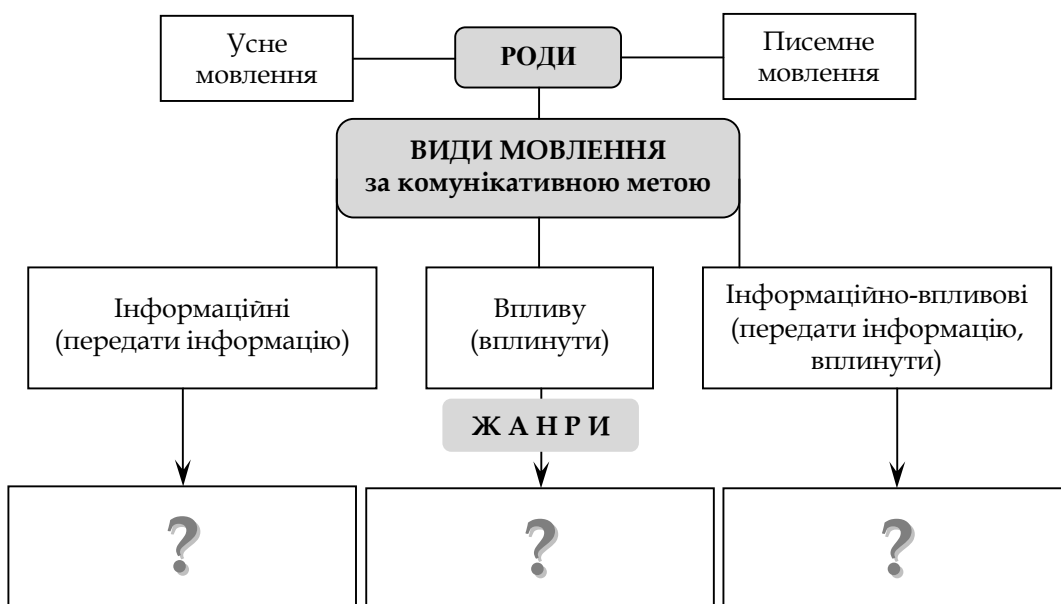 Усне
мовлення
РОДИ
Писемне
мовлення
ВИДИ МОВЛЕННЯ
за комунікативною метою
Інформаційні
(передати інформацію)
Впливу
(вплинути)
Інформаційно-впливові
(передати інформацію,
вплинути)
Ж А Н Р И
?
?
?